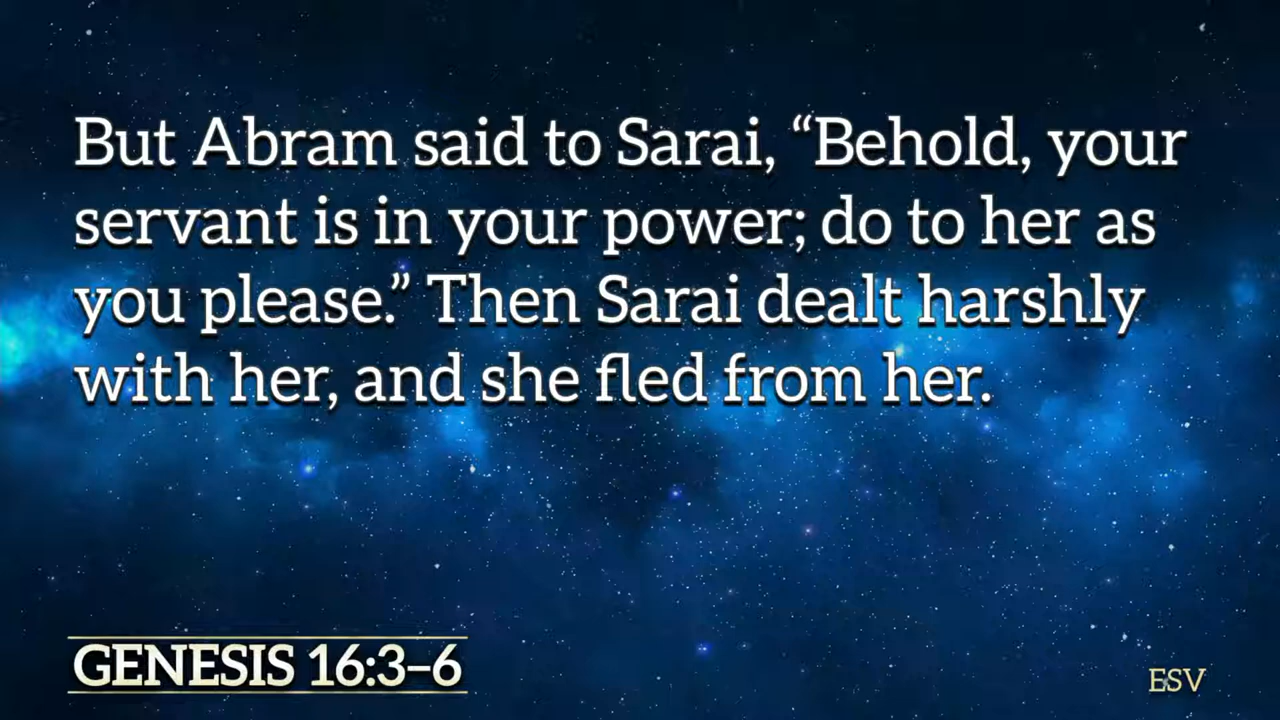 But Abram said to Sarai, “Behold, your
servant is in your power; do to her as
you please.” Then Sarai dealt harshly
with her, and she fled from her.
GENESIS 16:3–6
ESV